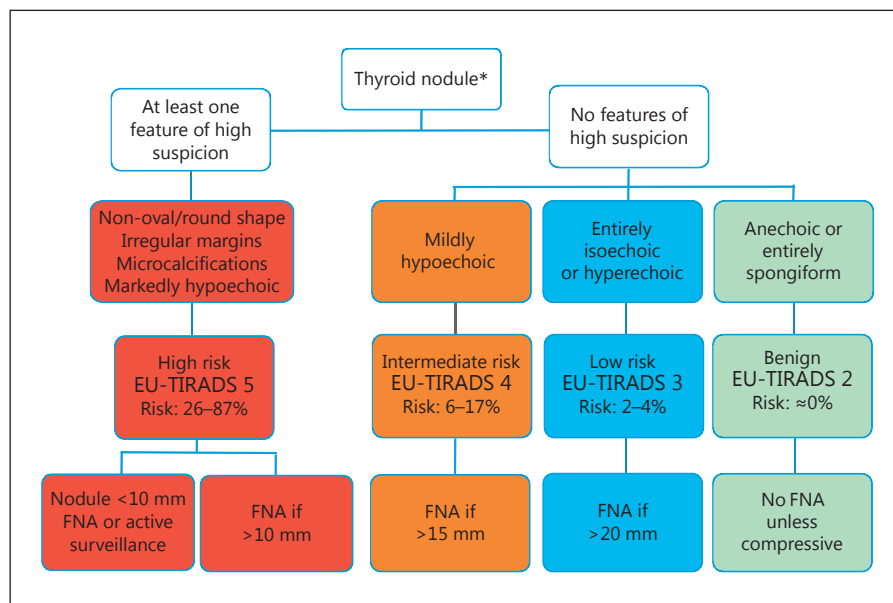 Thyroid nodule*
At least one
feature of high
suspicion
No features of
high suspicion
Non-oval/round shape
Irregular margins
Microcalcifications
Markedly hypoechoic
Mildly
hypoechoic
Entirely
isoechoic
or hyperechoic
Anechoic or
entirely
spongiform
High risk
EU-TIRADS 5
Risk: 26–87%
Intermediate risk
EU-TIRADS 4
Risk: 6–17%
Low risk
EU-TIRADS 3
Risk: 2–4%
Benign
EU-TIRADS 2
Risk: ≈0%
Nodule <10 mm
FNA or active
surveillance
FNA if
>10 mm
FNA if
>15 mm
FNA if
>20 mm
No FNA
unless
compressive